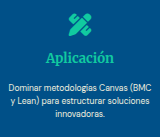 Aplicación
Dominar metodologías Canvas (BMC
y Lean) para estructurar soluciones
innovadoras.